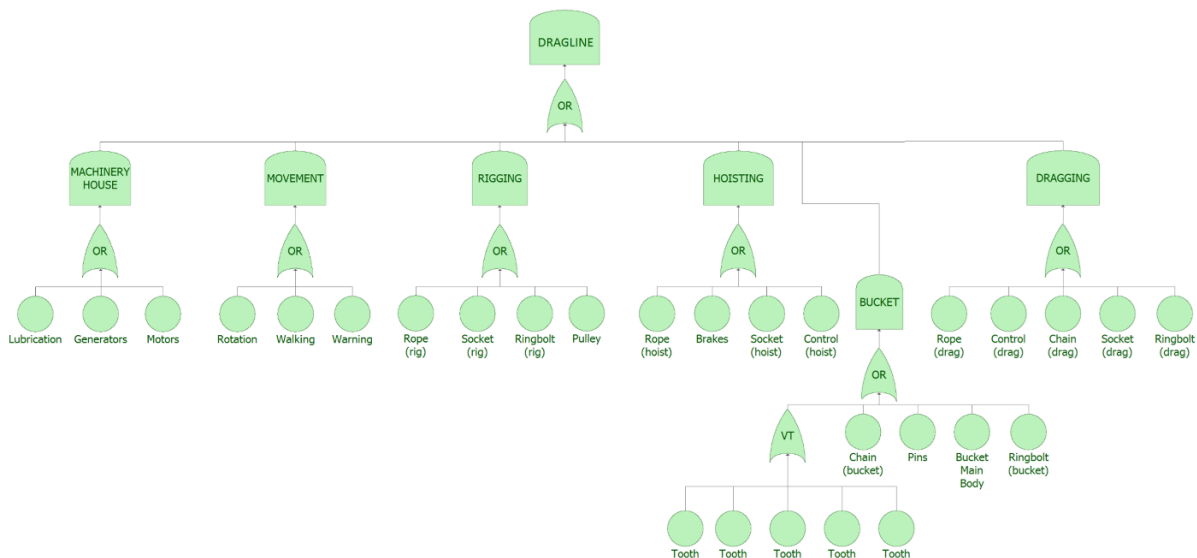 DRAGLINE
OR
MACHINERY
HOUSE
MOVEMENT
RIGGING
HOISTING
DRAGGING
OR
OR
OR
OR
OR
BUCKET
Lubrication
Generators
Motors
Rotation
Walking
Warning
Rope
(rig)
Socket
(rig)
Ringbolt
(rig)
Pulley
Rope
(hoist)
Brakes
Socket
(hoist)
Control
(hoist)
Rope
(drag)
Control
(drag)
Chain
(drag)
Socket
(drag)
Ringbolt
(drag)
OR
VT
Chain
(bucket)
Pins
Bucket
Main
Body
Ringbolt
(bucket)
Tooth
Tooth
Tooth
Tooth
Tooth